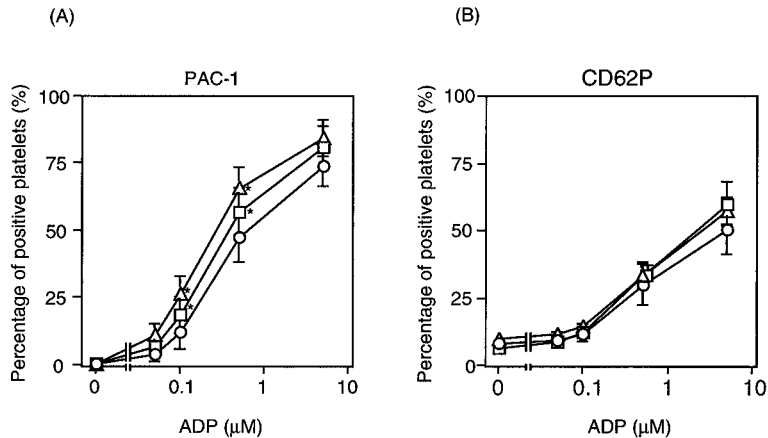 (A)
PAC-1
Percentage of positive platelets (%)
100
75
50
25
0
* * * *
0 0.1 1 10
ADP (µM)
(B)
CD62P
Percentage of positive platelets (%)
100
75
50
25
0
0 0.1 1 10
ADP (µM)